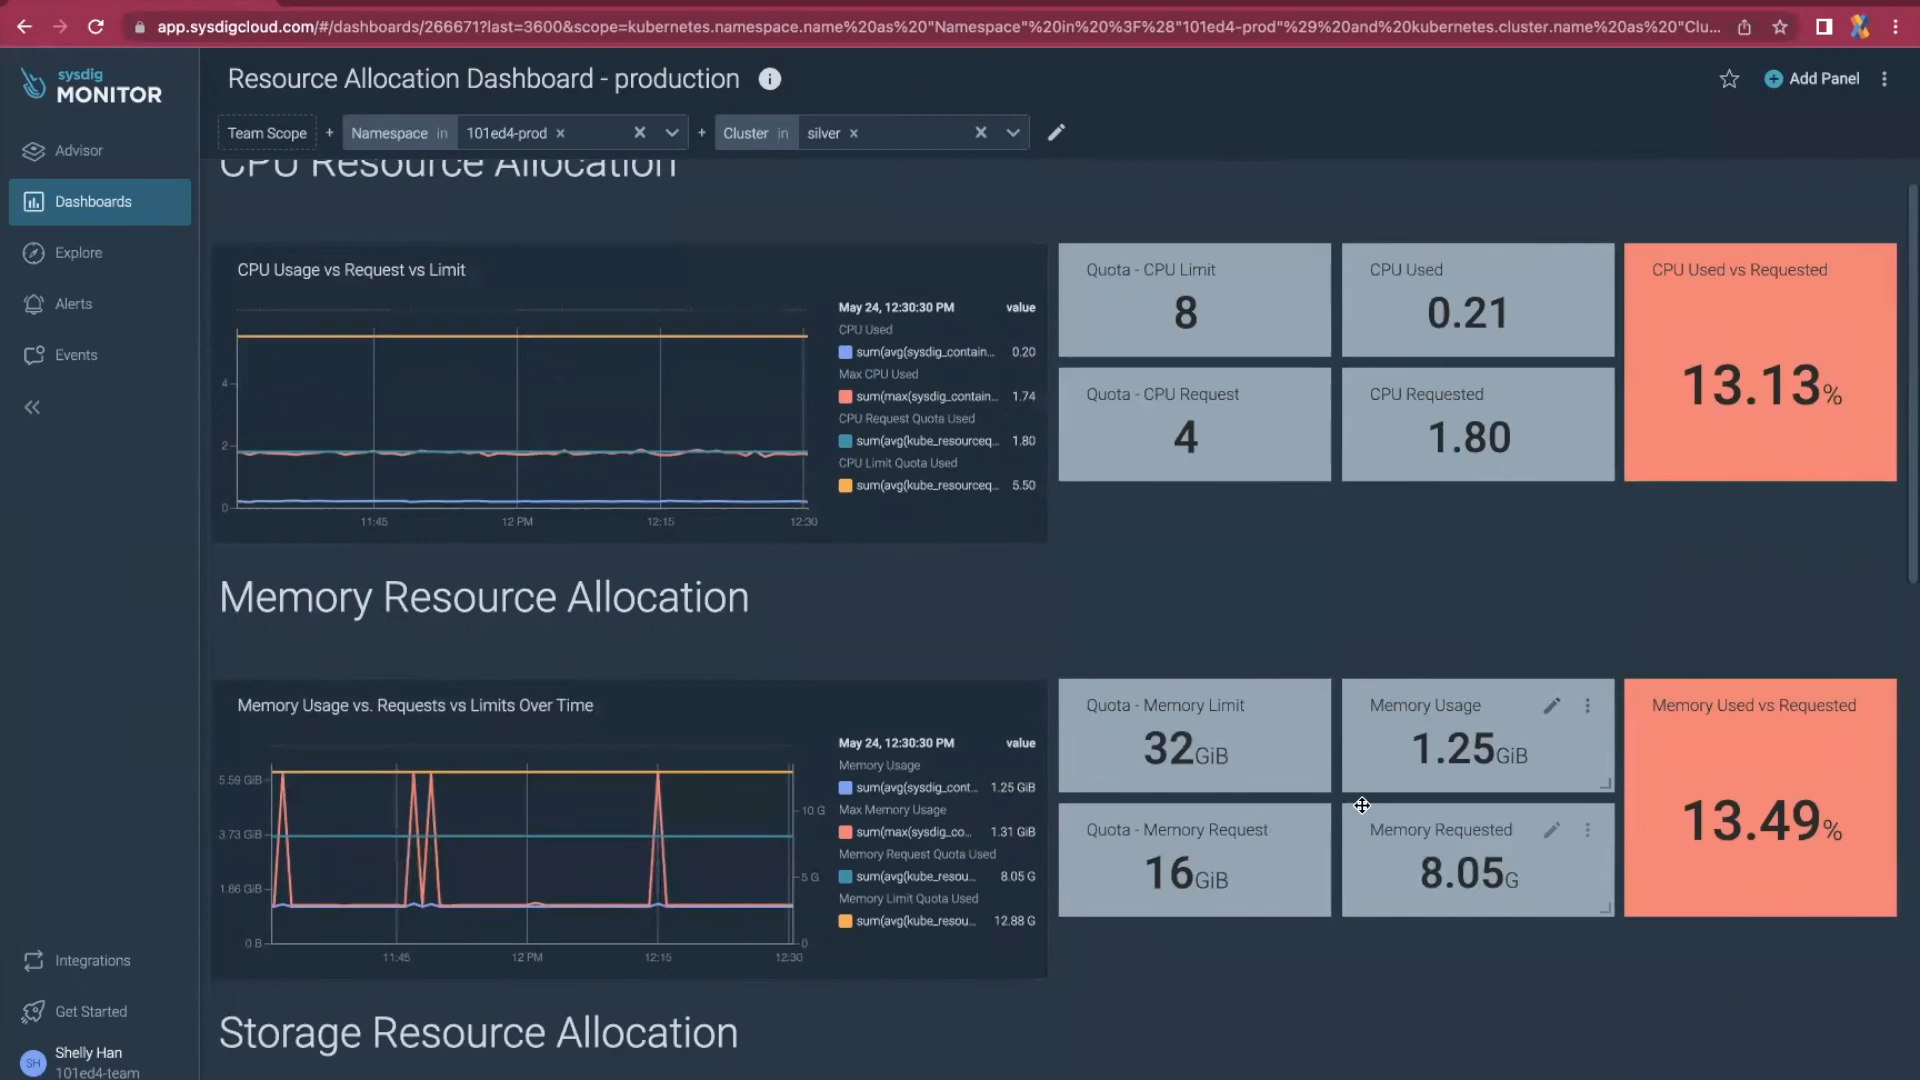 app.sysdigcloud.com/#/dashboards/266671?last=3600&scope=kubernetes.namespace.name%20as%20"Namespace"%20in%20%3F%28"101ed4-prod"%29%20and%20kubernetes.cluster.name%20as%20"Clu...
sysdig
MONITOR
Resource Allocation Dashboard - production
Add Panel
Team Scope + Namespace in 101ed4-prod × + Cluster in silver ×
Advisor
Dashboards
Explore
Alerts
Events
CPU Resource Allocation
CPU Usage vs Request vs Limit
4
2
0
11:45 12 PM 12:15 12:30
May 24, 12:30:30 PM value
CPU Used
sum(avg(sysdig_contain... 0.20
Max CPU Used
sum(max(sysdig_contain... 1.74
CPU Request Quota Used
sum(avg(kube_resourceq... 1.80
CPU Limit Quota Used
sum(avg(kube_resourceq... 5.50
Quota - CPU Limit
8
CPU Used
0.21
CPU Used vs Requested
13.13%
Quota - CPU Request
4
CPU Requested
1.80
Memory Resource Allocation
Memory Usage vs. Requests vs Limits Over Time
5.59 GiB
3.73 GiB
1.86 GiB
0 B
10 G
5 G
0
11:45 12 PM 12:15 12:30
May 24, 12:30:30 PM value
Memory Usage
sum(avg(sysdig_cont... 1.25 GiB
Max Memory Usage
sum(max(sysdig_co... 1.31 GiB
Memory Request Quota Used
sum(avg(kube_resou... 8.05 G
Memory Limit Quota Used
sum(avg(kube_resou... 12.88 G
Quota - Memory Limit
32GiB
Memory Usage
1.25GiB
Memory Used vs Requested
13.49%
Quota - Memory Request
16GiB
Memory Requested
8.05G
Storage Resource Allocation
Integrations
Get Started
SH
Shelly Han
101ed4-team